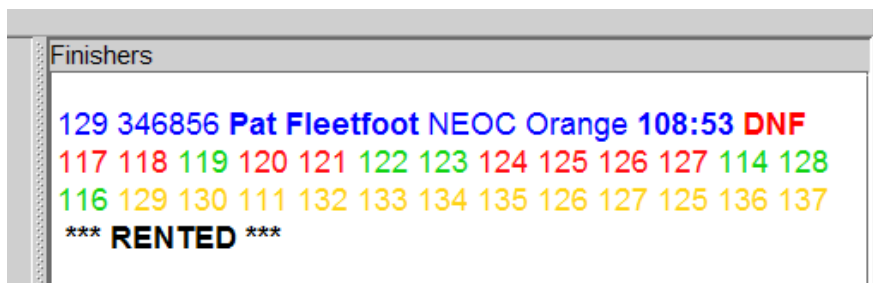 Finishers
129 346856 Pat Fleetfoot NEOC Orange 108:53 DNF
117 118 119 120 121 122 123 124 125 126 127 114 128
116 129 130 111 132 133 134 135 126 127 125 136 137
*** RENTED ***